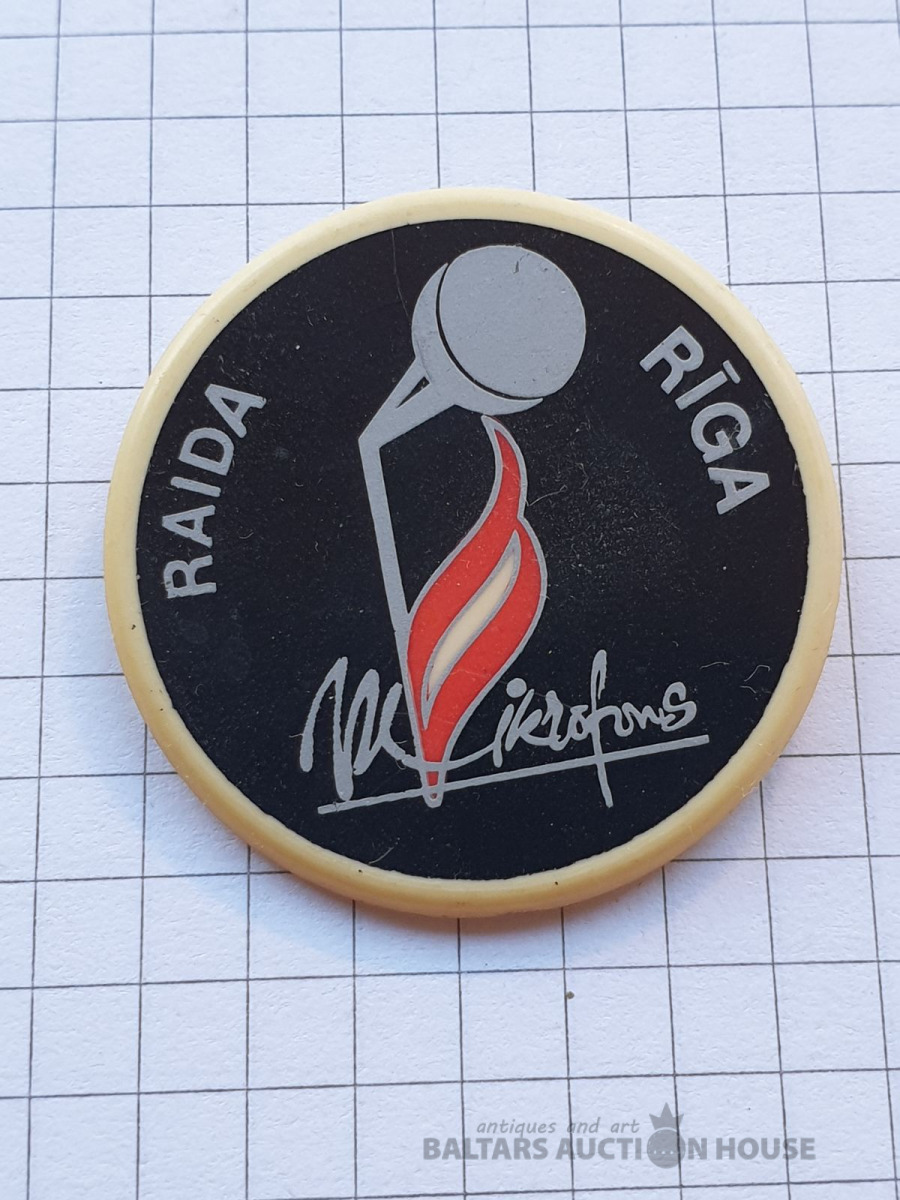 RAIDA
RĪGA
Mikrofons
antiques and art
BALTARS AUCTION HOUSE